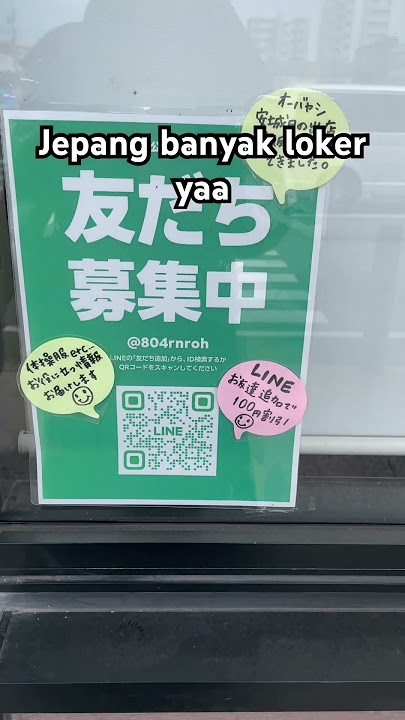 オーバヤシ
安城店の出店
できました。
Jepang banyak loker
yaa
友だち
募集中
@804rnroh
LINEの「友だち追加」から、ID検索するか
QRコードをスキャンしてください
体操服etc...
お役に立つ情報
お届けします
LINE
お友達追加で
100円割引!
LINE